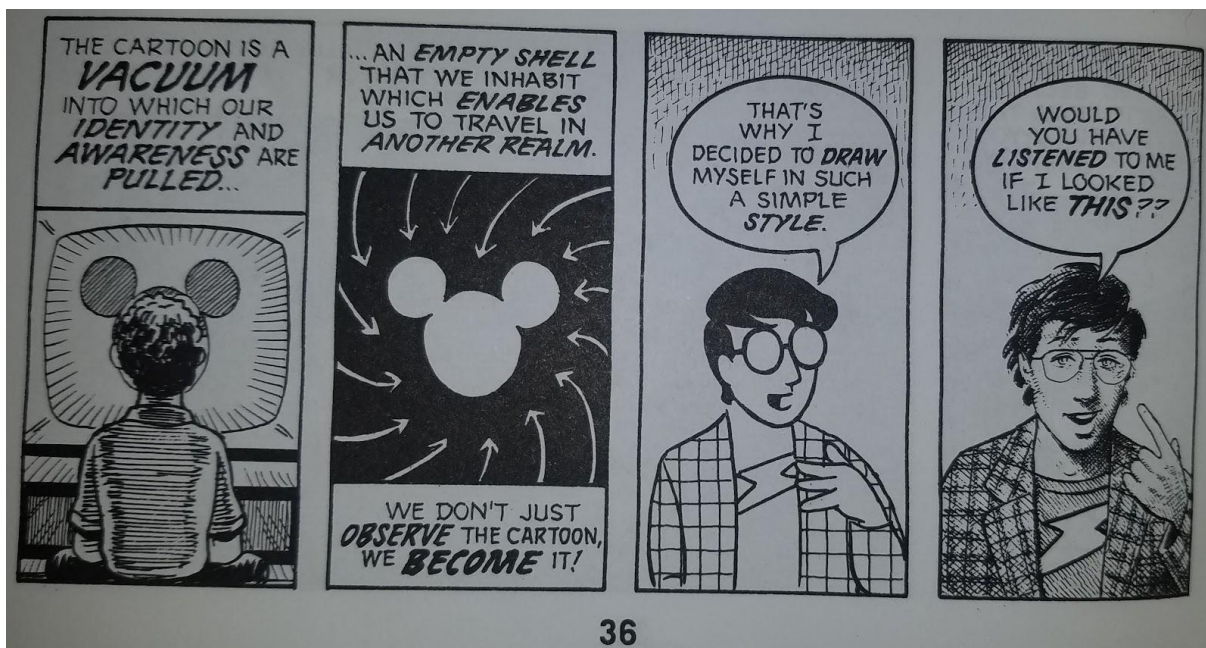 THE CARTOON IS A
VACUUM
INTO WHICH OUR
IDENTITY AND
AWARENESS ARE
PULLED...
...AN EMPTY SHELL
THAT WE INHABIT
WHICH ENABLES
US TO TRAVEL IN
ANOTHER REALM.
WE DON'T JUST
OBSERVE THE CARTOON,
WE BECOME IT!
THAT'S
WHY I
DECIDED TO DRAW
MYSELF IN SUCH
A SIMPLE
STYLE.
WOULD
YOU HAVE
LISTENED TO ME
IF I LOOKED
LIKE THIS??
36